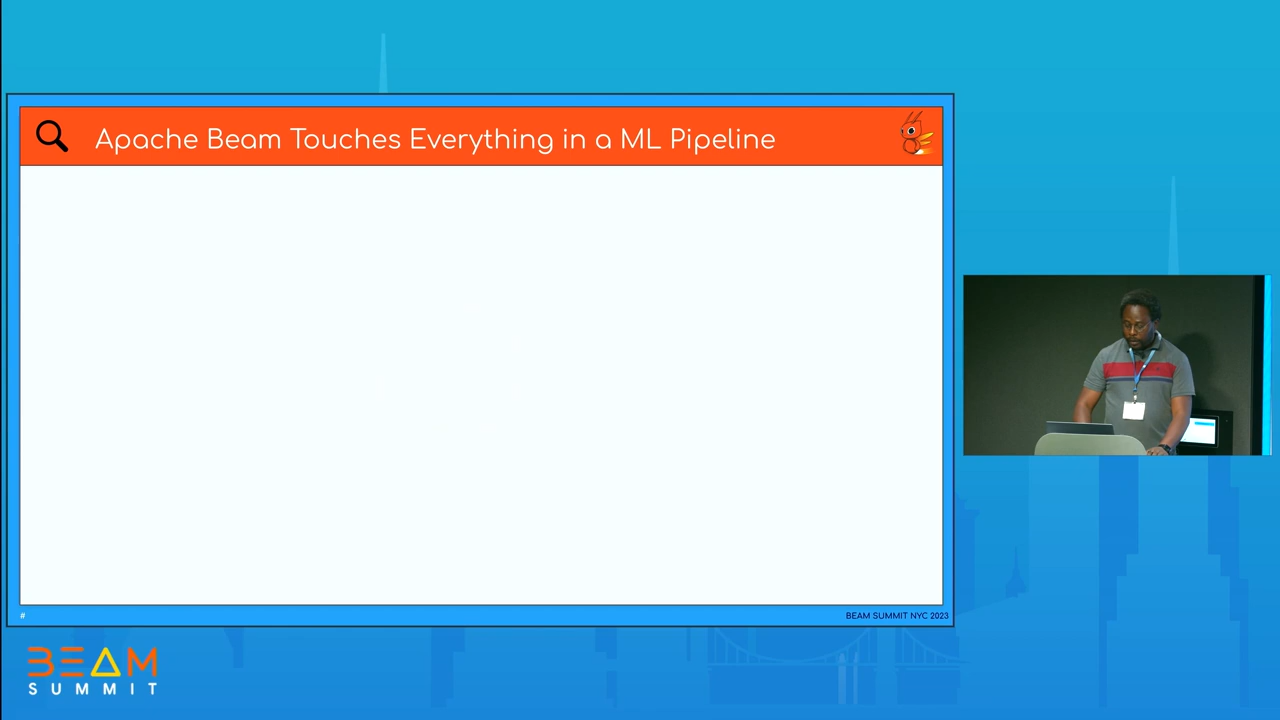 Apache Beam Touches Everything in a ML Pipeline
#
BEAM SUMMIT NYC 2023
BEAM
SUMMIT